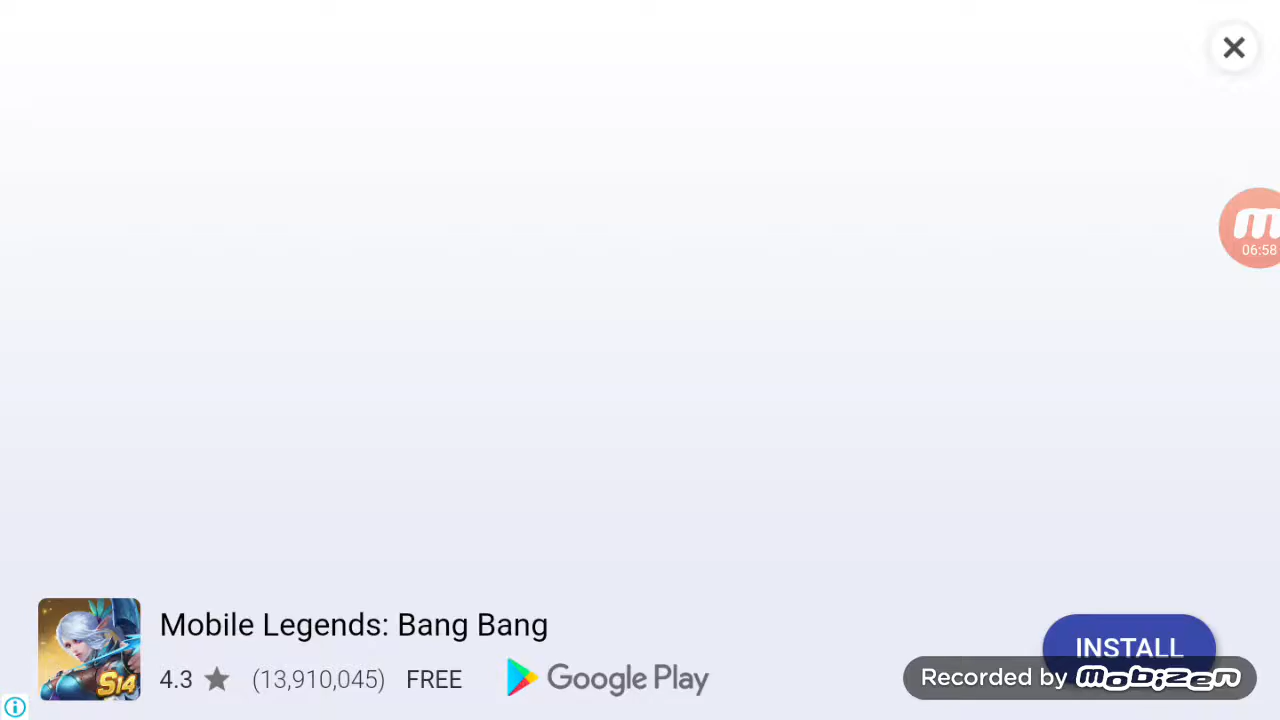 06:58
Mobile Legends: Bang Bang
S14
4.3 ★ (13,910,045) FREE Google Play
INSTALL
Recorded by mobizen